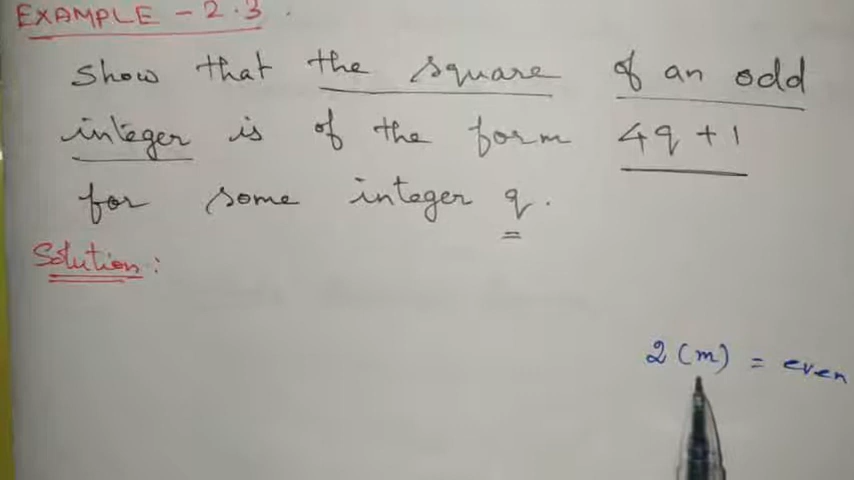 EXAMPLE - 2.3.
Show that the square of an odd
integer is of the form 4q+1
for some integer q.
Solution:
2(m) = even